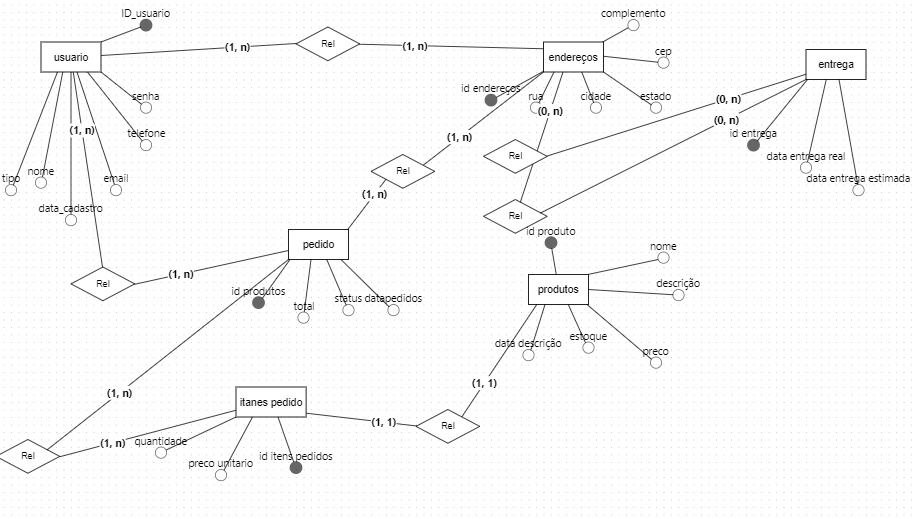 ID_usuario
complemento
usuario
(1, n)
Rel
(1, n)
endereços
cep
entrega
id endereços
rua
cidade
estado
(0, n)
(0, n)
(0, n)
senha
telefone
(1, n)
(1, n)
id entrega
Rel
data entrega real
tipo
nome
email
Rel
data entrega estimada
data_cadastro
(1, n)
Rel
id produto
pedido
nome
Rel
(1, n)
id produtos
total
status
datapedidos
produtos
descrição
data descrição
estoque
preco
(1, n)
(1, 1)
itanes pedido
(1, 1)
Rel
Rel
(1, n)
quantidade
preco unitario
id itens pedidos